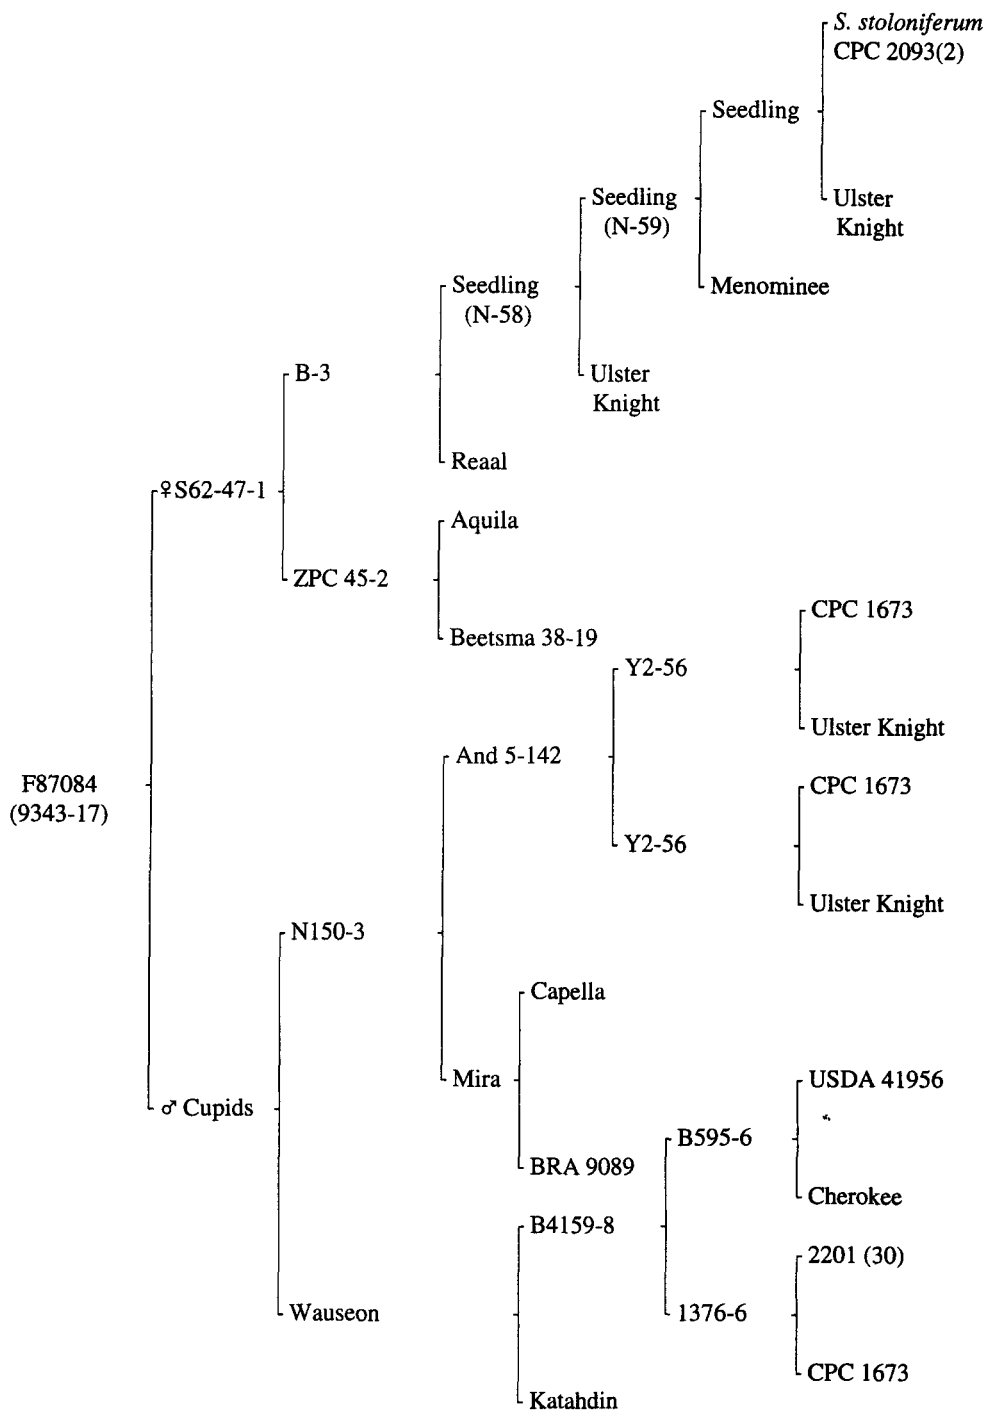 S. stoloniferum
CPC 2093(2)
Seedling
Seedling
(N-59)
Ulster
Knight
Seedling
(N-58)
Menominee
B-3
Ulster
Knight
Reaal
♀S62-47-1
Aquila
ZPC 45-2
CPC 1673
Beetsma 38-19
Y2-56
Ulster Knight
And 5-142
F87084
(9343-17)
CPC 1673
Y2-56
Ulster Knight
N150-3
Capella
Mira
USDA 41956
♂ Cupids
B595-6
BRA 9089
Cherokee
B4159-8
2201 (30)
Wauseon
1376-6
CPC 1673
Katahdin